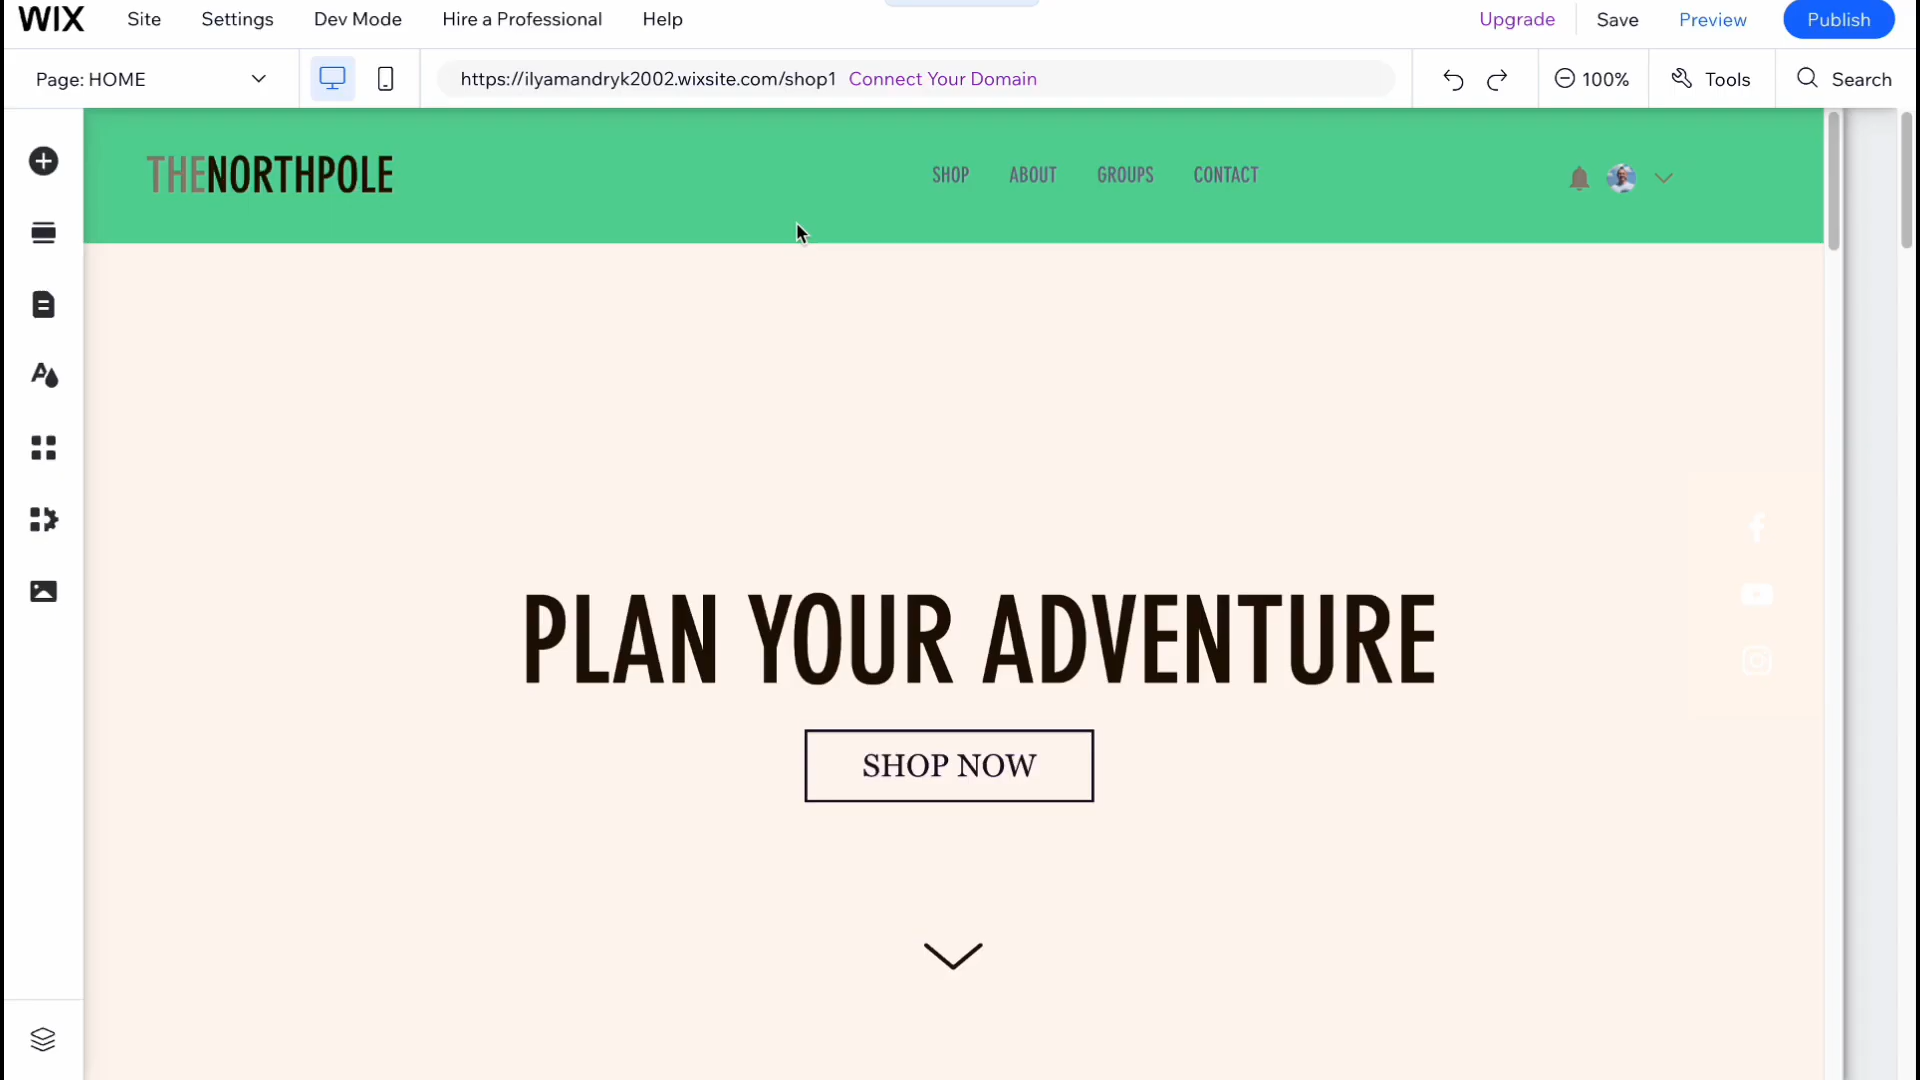 WIX Site Settings Dev Mode Hire a Professional Help Upgrade Save Preview Publish
Page: HOME https://ilyamandryk2002.wixsite.com/shop1 Connect Your Domain 100% Tools Search
THENORTHPOLE SHOP ABOUT GROUPS CONTACT
PLAN YOUR ADVENTURE
SHOP NOW